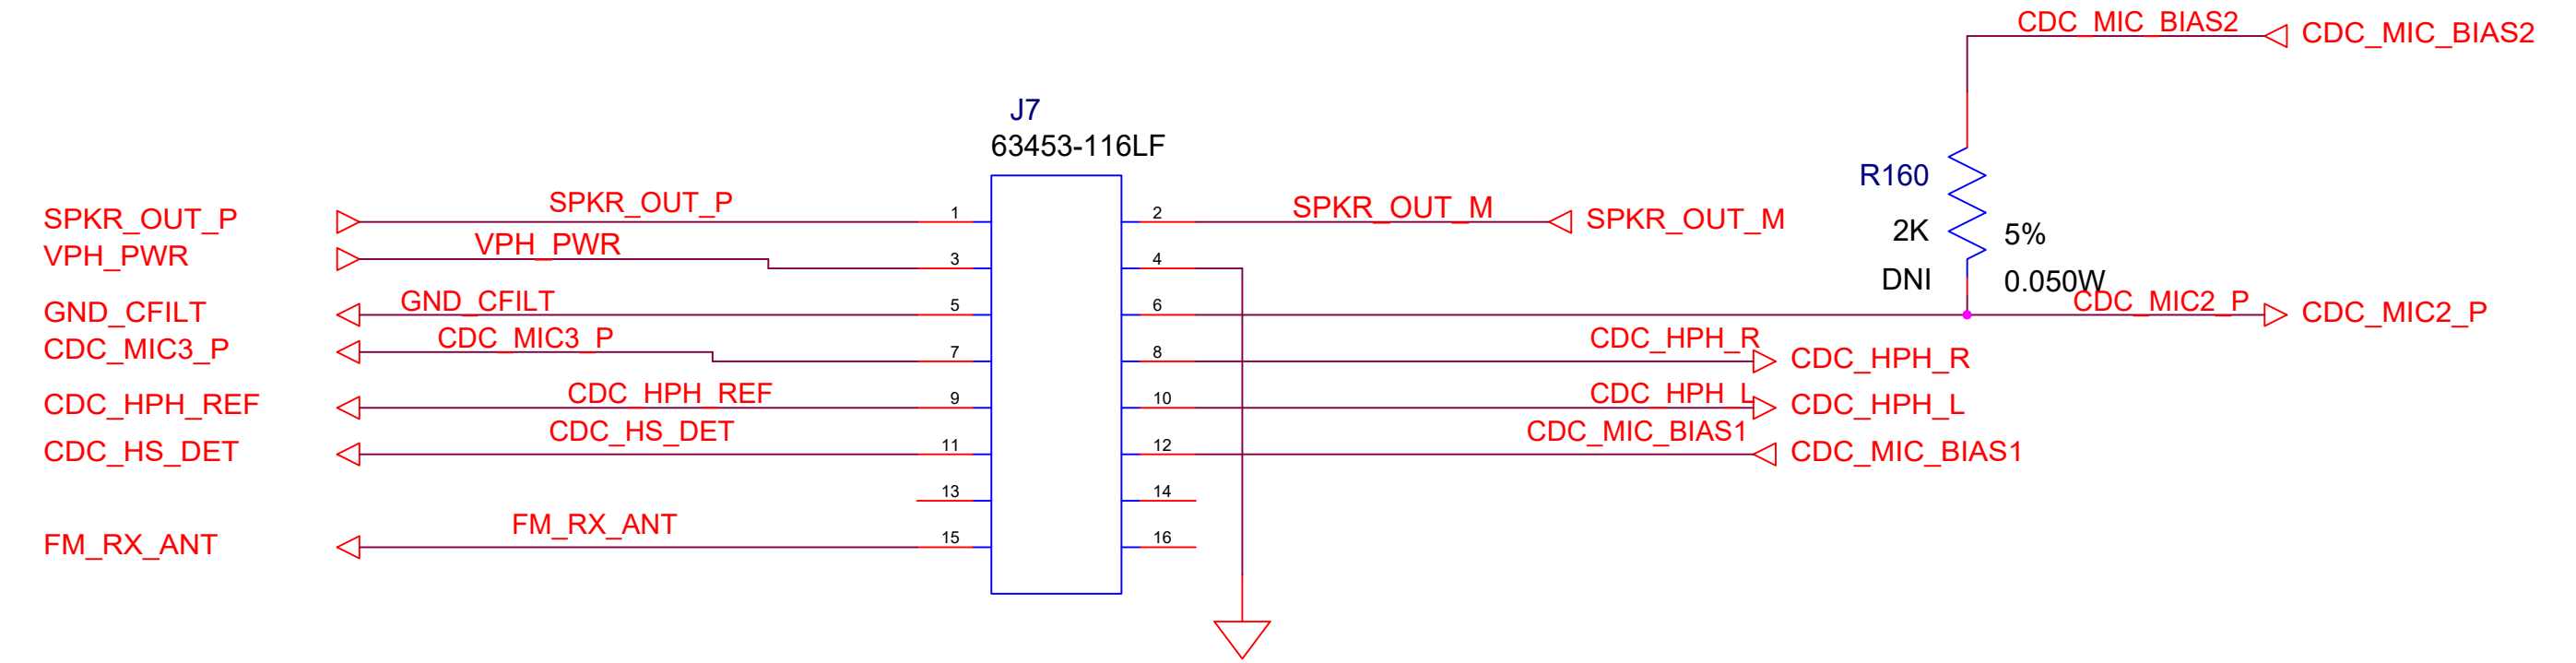 CDC_MIC_BIAS2 CDC_MIC_BIAS2
J7
63453-116LF
R160
2K 5%
DNI 0.050W
SPKR_OUT_P SPKR_OUT_P 1 2 SPKR_OUT_M SPKR_OUT_M
VPH_PWR VPH_PWR 3 4
GND_CFILT GND_CFILT 5 6 CDC_MIC2_P CDC_MIC2_P
CDC_MIC3_P CDC_MIC3_P 7 8 CDC_HPH_R CDC_HPH_R
CDC_HPH_REF CDC_HPH_REF 9 10 CDC_HPH_L CDC_HPH_L
CDC_HS_DET CDC_HS_DET 11 12 CDC_MIC_BIAS1 CDC_MIC_BIAS1
13 14
FM_RX_ANT FM_RX_ANT 15 16